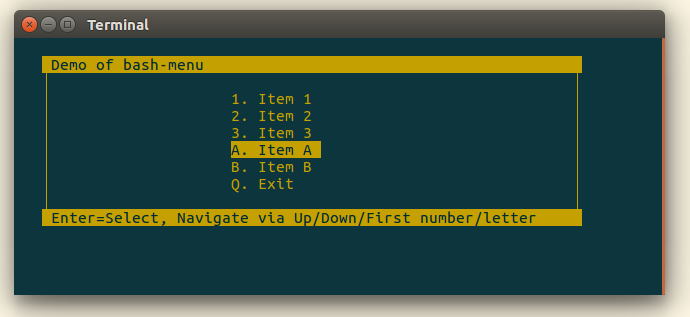 Terminal
Demo of bash-menu
1. Item 1
2. Item 2
3. Item 3
A. Item A
B. Item B
Q. Exit
Enter=Select, Navigate via Up/Down/First number/letter